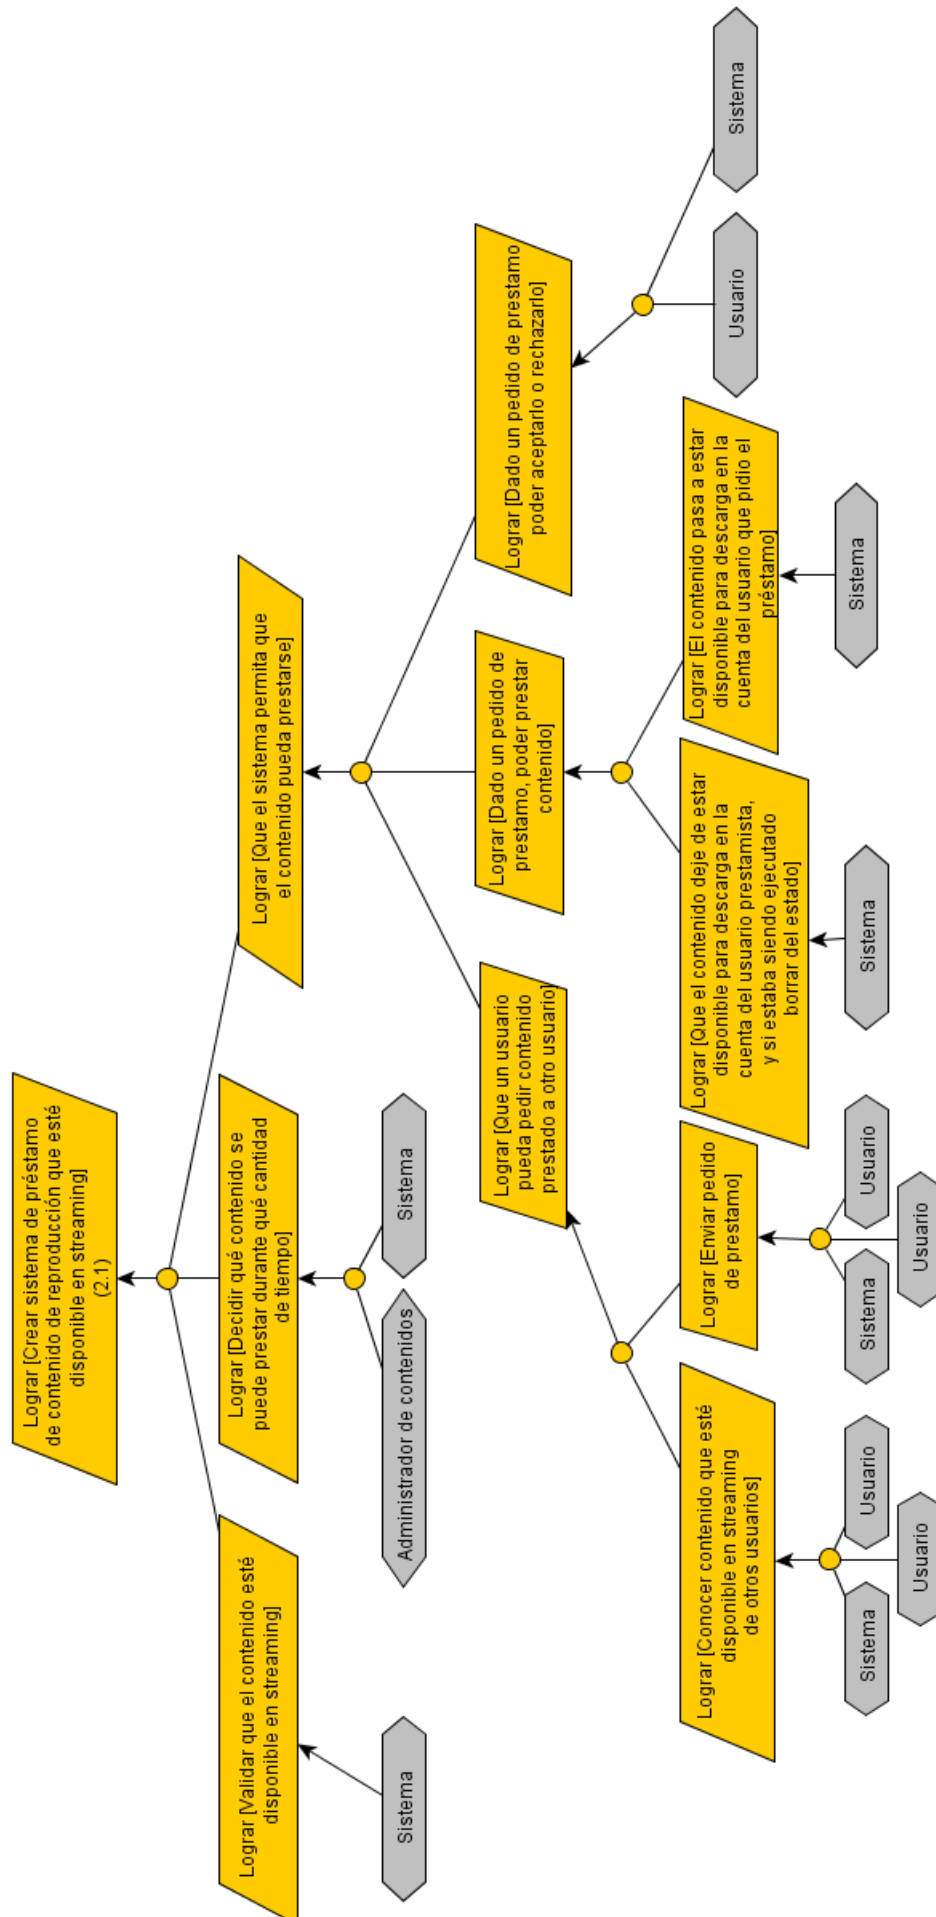 Lograr [Crear sistema de préstamo
de contenido de reproducción que esté
disponible en streaming]
(2.1)
Lograr [Validar que el contenido esté
disponible en streaming]
Lograr [Decidir qué contenido se
puede prestar durante qué cantidad
de tiempo]
Lograr [Que el sistema permita que
el contenido pueda prestarse]
Sistema
Administrador de contenidos
Sistema
Lograr [Que un usuario
pueda pedir contenido
prestado a otro usuario]
Lograr [Dado un pedido de
prestamo, poder prestar
contenido]
Lograr [Dado un pedido de prestamo
poder aceptarlo o rechazarlo]
Lograr [Conocer contenido que esté
disponible en streaming
de otros usuarios]
Lograr [Enviar pedido
de prestamo]
Lograr [Que el contenido deje de estar
disponible para descarga en la
cuenta del usuario prestamista,
y si estaba siendo ejecutado
borrar del estado]
Lograr [El contenido pasa a estar
disponible para descarga en la
cuenta del usuario que pidio el
préstamo]
Usuario
Sistema
Sistema
Usuario
Usuario
Sistema
Usuario
Usuario
Sistema
Sistema